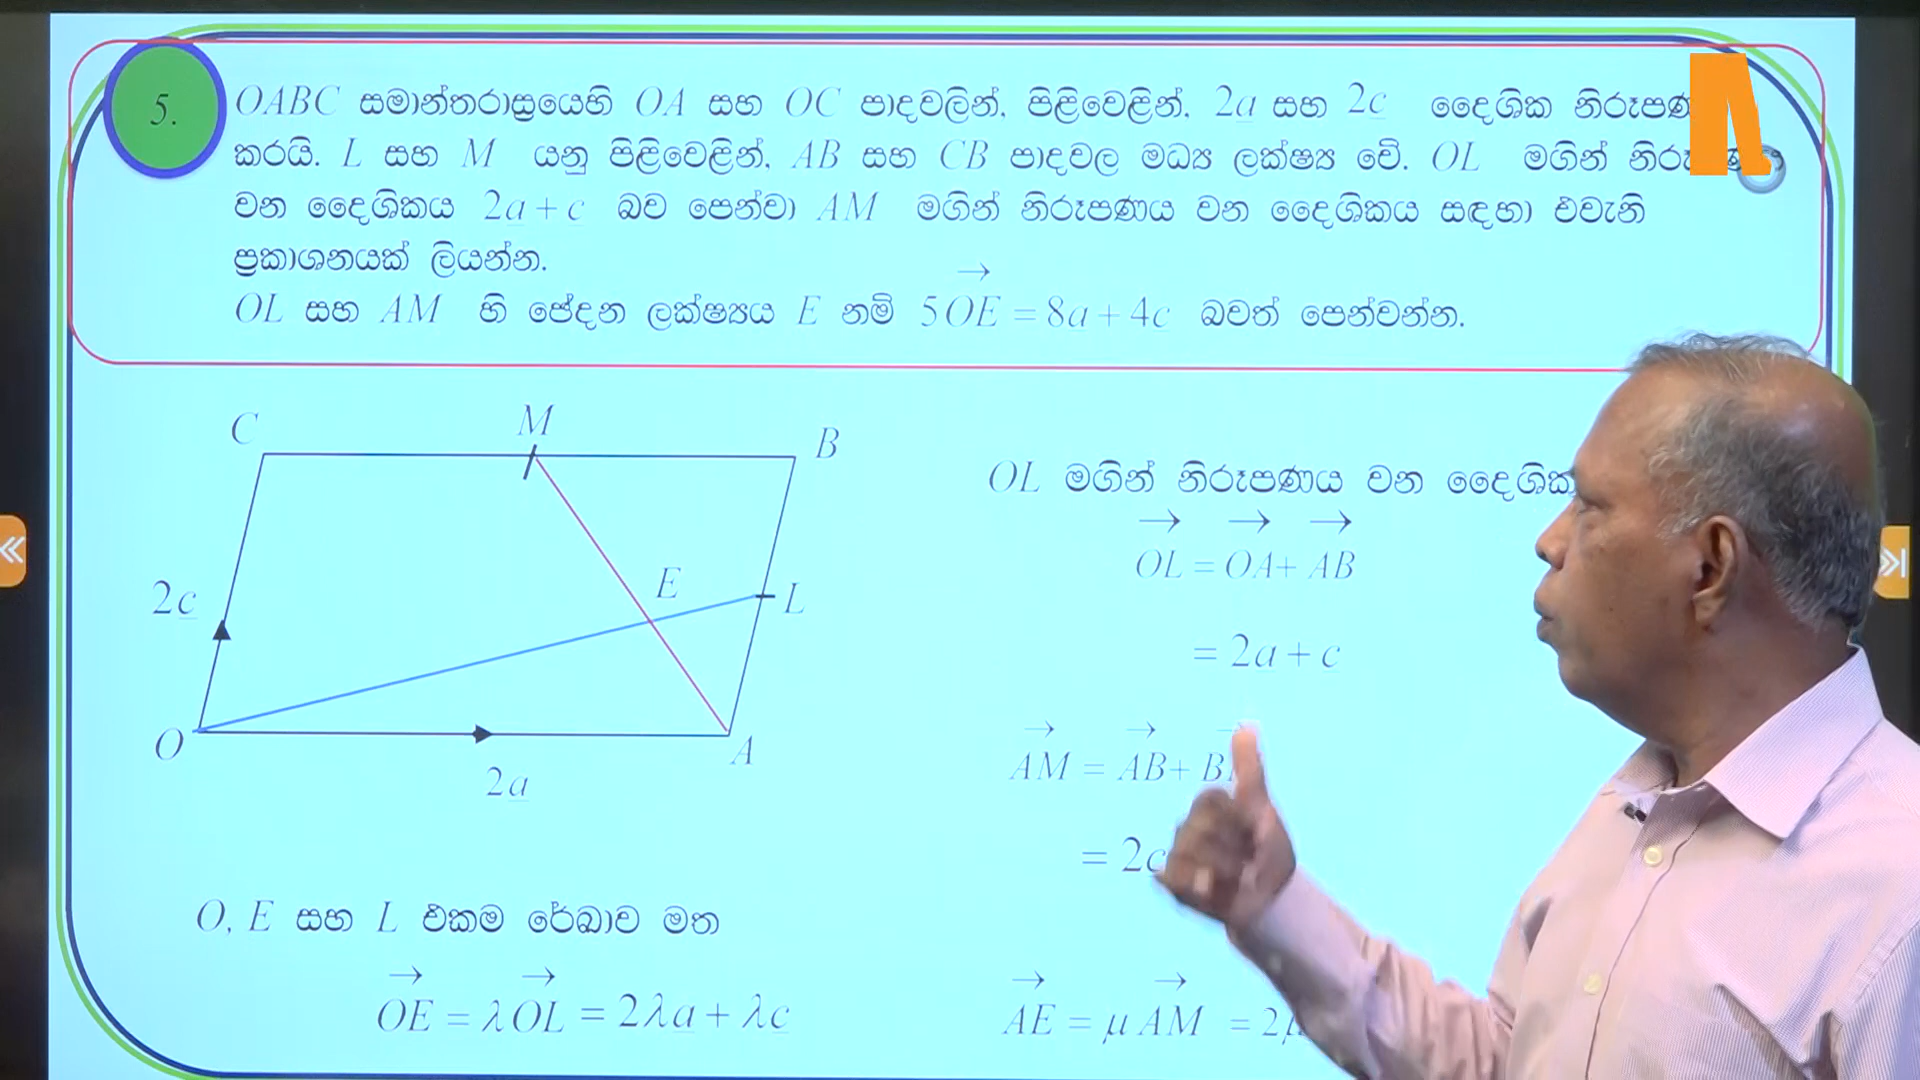 5.
OABC සමාන්තරාස්‍රයෙහි OA සහ OC පාදවලින්, පිළිවෙළින්, 2a සහ 2c දෛශික නිරූපණ
කරයි. L සහ M යනු පිළිවෙළින්, AB සහ CB පාදවල මධ්‍ය ලක්ෂ්‍ය වේ. OL මගින්
වන දෛශිකය 2a + c බව පෙන්වා AM මගින් නිරූපණය වන දෛශිකය සඳහා එවැනි
ප්‍රකාශනයක් ලියන්න.
OL සහ AM හි ඡේදන ලක්ෂ්‍යය E නම් 5OE→ = 8a + 4c බවත් පෙන්වන්න.
C
M
B
2c
E
L
O
A
2a
OL මගින් නිරූපණය වන
OL→ = OA→ + AB→
= 2a + c
AM→ = AB→ +
= 2c
O, E සහ L එකම රේඛාව මත
OE→ = λOL→ = 2λa + λc
AE→ = μAM→ = 2μ